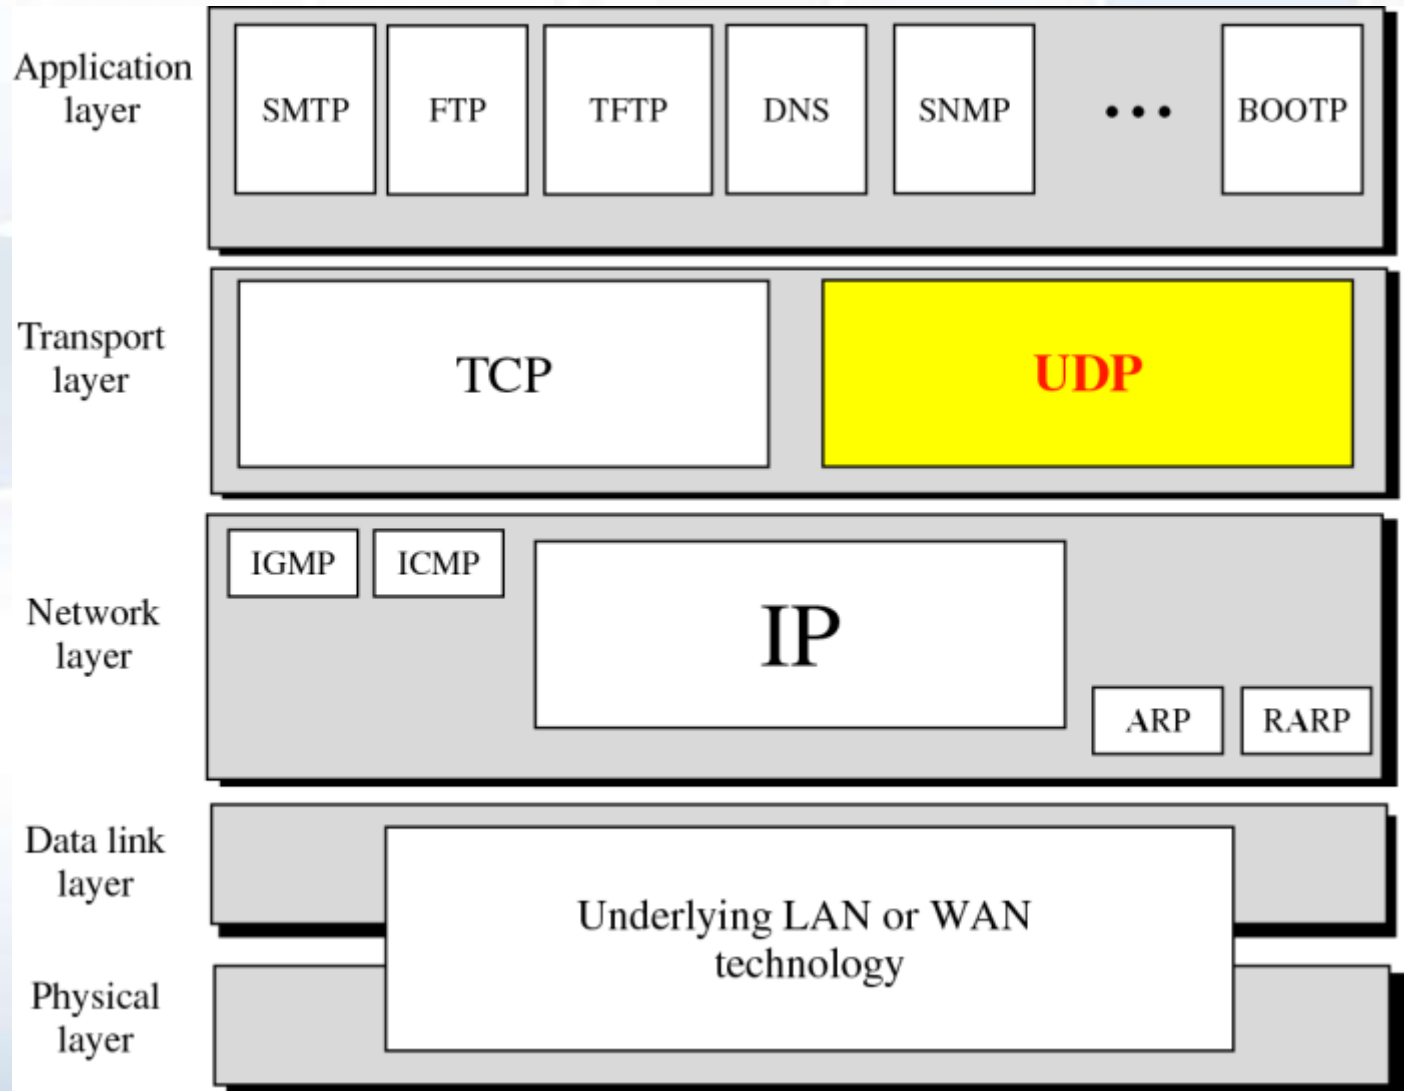 Application
layer
SMTP
FTP
TFTP
DNS
SNMP
• • •
BOOTP
Transport
layer
TCP
UDP
Network
layer
IGMP
ICMP
IP
ARP
RARP
Data link
layer
Underlying LAN or WAN
technology
Physical
layer